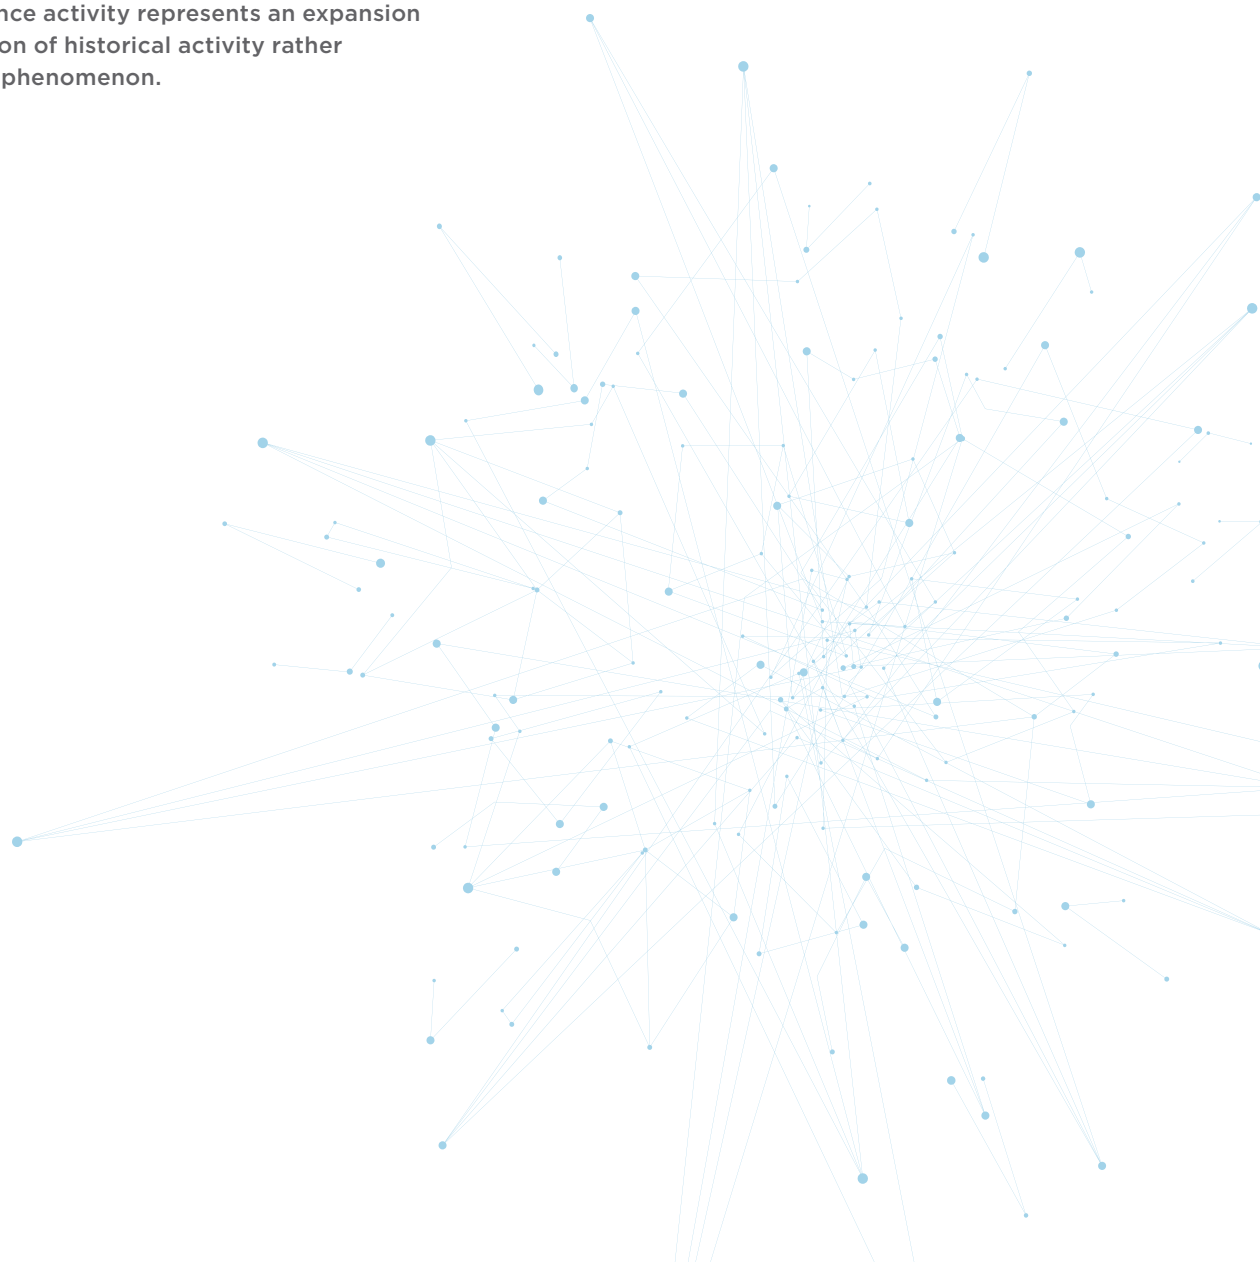 nce activity represents an expansion
on of historical activity rather
phenomenon.